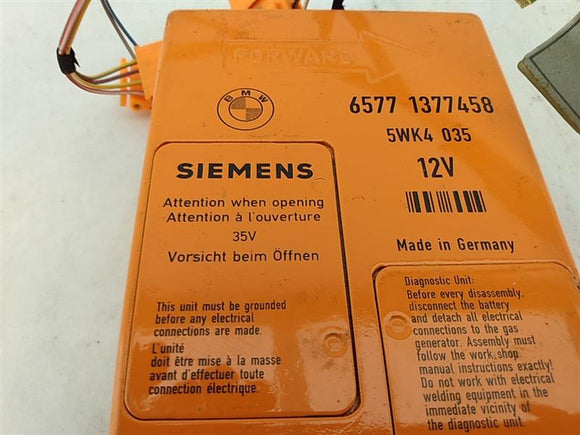 FORWARD
BMW
6577 1377458
5WK4 035
12V
Made in Germany
SIEMENS
Attention when opening
Attention à l'ouverture
35V
Vorsicht beim Öffnen
This unit must be grounded
before any electrical
connections are made.
L'unité
doit être mise à la masse
avant d'effectuer toute
connection électrique.
Diagnostic Unit:
Before every disassembly,
disconnect the battery
and detach all electrical
connections to the gas
generator. Assembly must
follow the work.shop
manual instructions exactly!
Do not work with electrical
welding equipment in the
immediate vicinity of
the diagnostic unit.